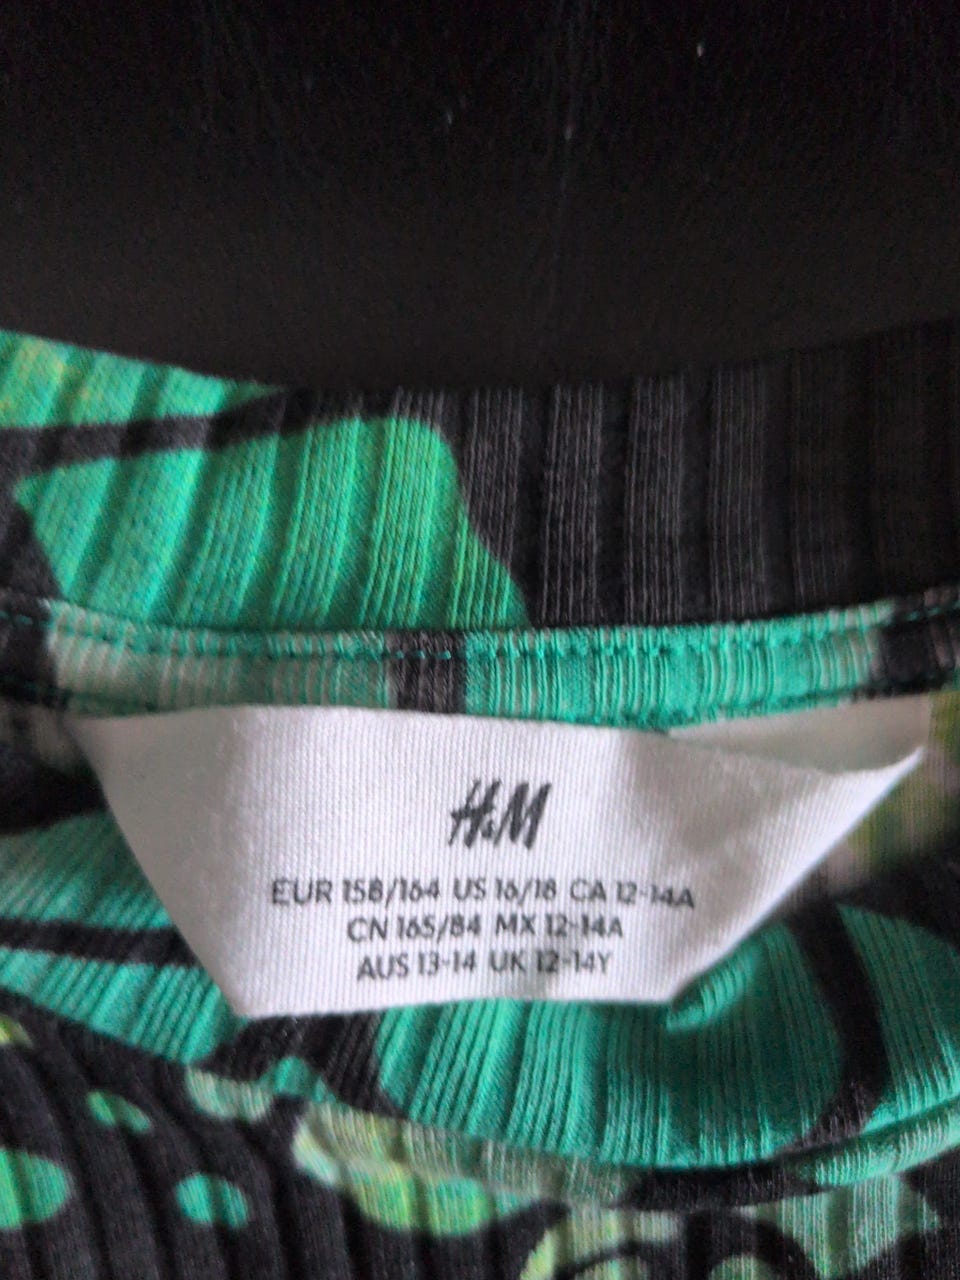 H&M
EUR 158/164 US 16/18 CA 12-14A
CN 165/84 MX 12-14A
AUS 13-14 UK 12-14Y